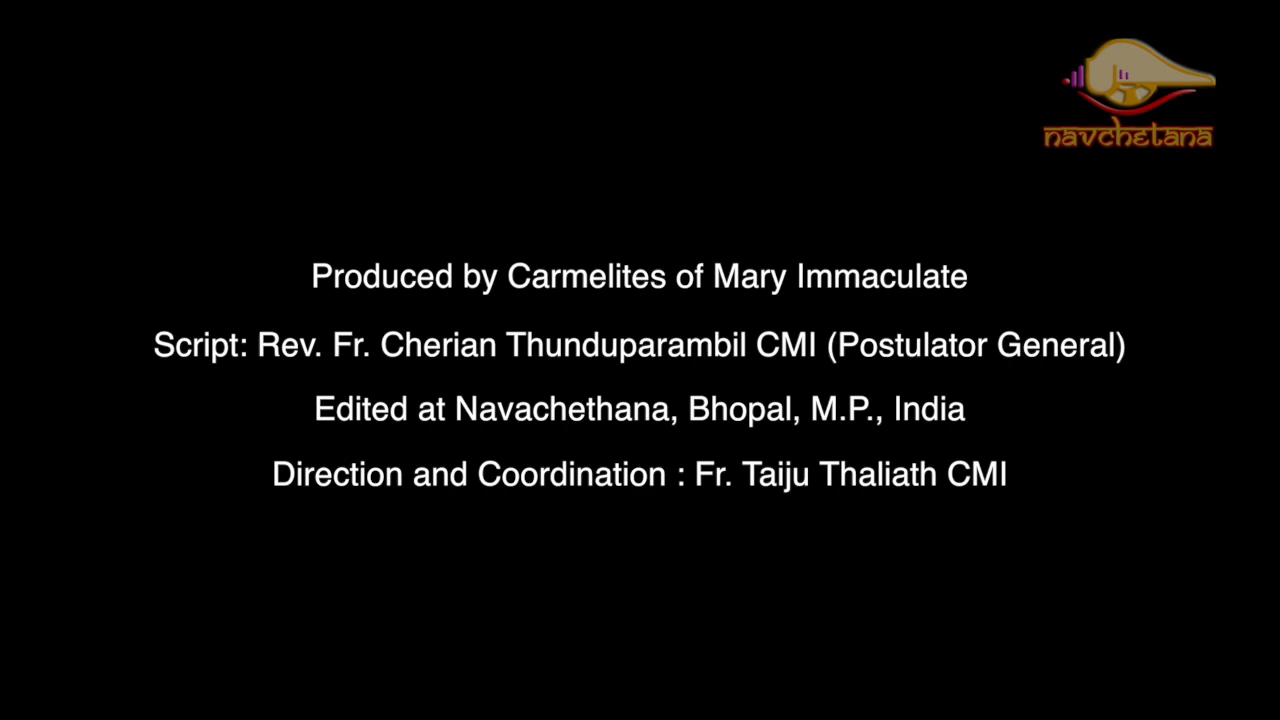 navchetana
Produced by Carmelites of Mary Immaculate
Script: Rev. Fr. Cherian Thunduparambil CMI (Postulator General)
Edited at Navachethana, Bhopal, M.P., India
Direction and Coordination : Fr. Taiju Thaliath CMI